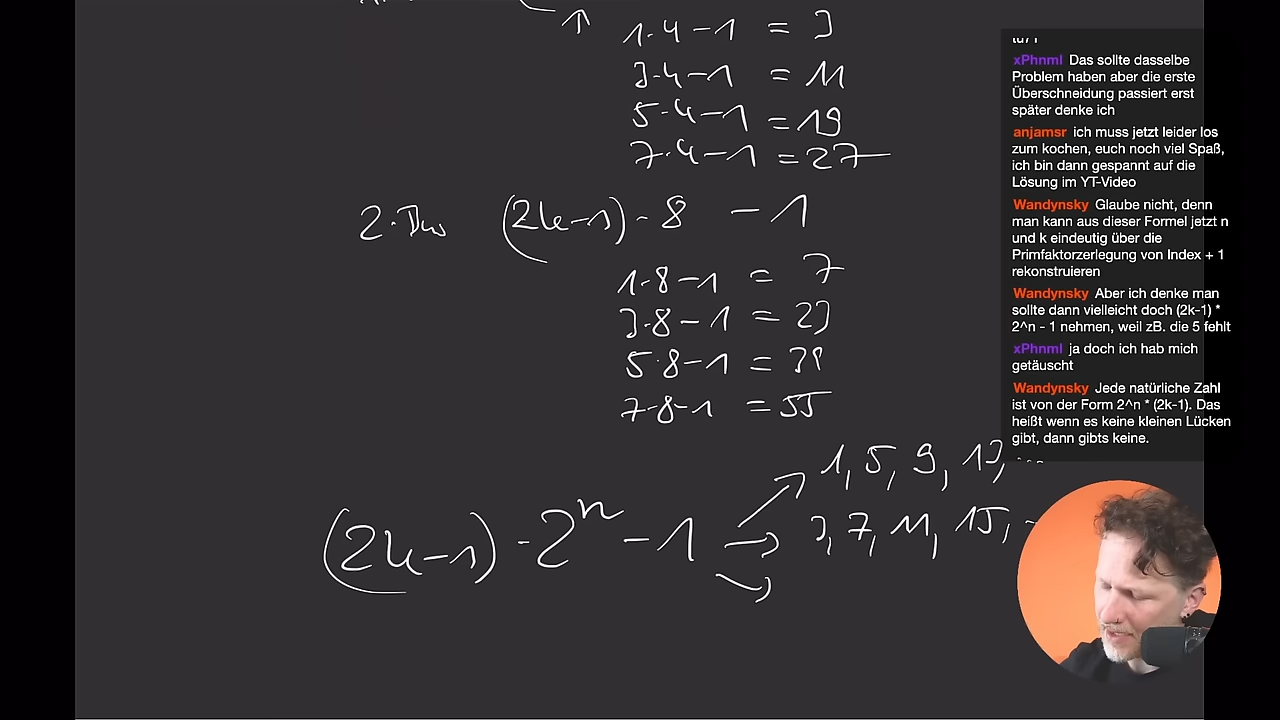 1·4-1 = 3
3·4-1 = 11
5·4-1 = 19
7·4-1 = 27
2. Bus (2k-1) · 8 - 1
1·8-1 = 7
3·8-1 = 23
5·8-1 = 39
7·8-1 = 55
1, 5, 9, 13, ...
(2k-1) · 2^n - 1 → 3, 7, 11, 15,
xPhnml Das sollte dasselbe
Problem haben aber die erste
Überschneidung passiert erst
später denke ich
anjamsr ich muss jetzt leider los
zum kochen, euch noch viel Spaß,
ich bin dann gespannt auf die
Lösung im YT-Video
Wandynsky Glaube nicht, denn
man kann aus dieser Formel jetzt n
und k eindeutig über die
Primfaktorzerlegung von Index + 1
rekonstruieren
Wandynsky Aber ich denke man
sollte dann vielleicht doch (2k-1) *
2^n - 1 nehmen, weil zB. die 5 fehlt
xPhnml ja doch ich hab mich
getäuscht
Wandynsky Jede natürliche Zahl
ist von der Form 2^n * (2k-1). Das
heißt wenn es keine kleinen Lücken
gibt, dann gibts keine.